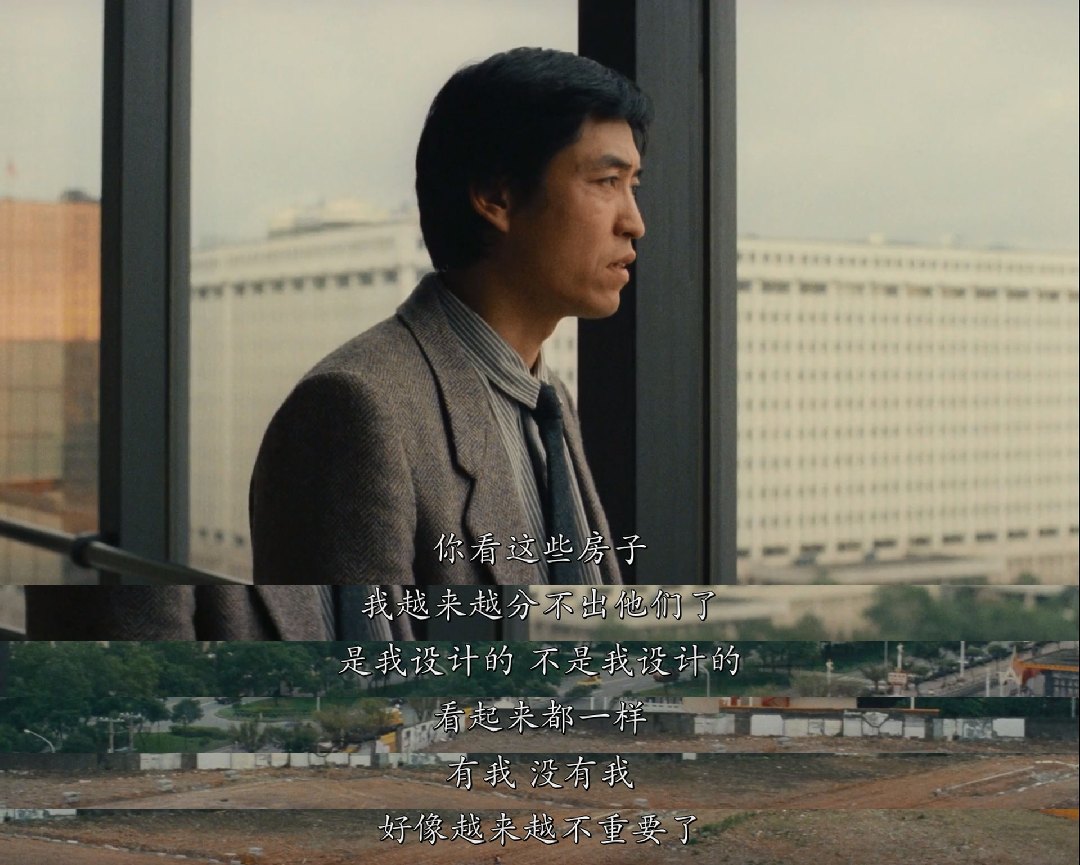 你看这些房子
我越来越分不出他们了
是我设计的 不是我设计的
看起来都一样
有我 没有我
好像越来越不重要了